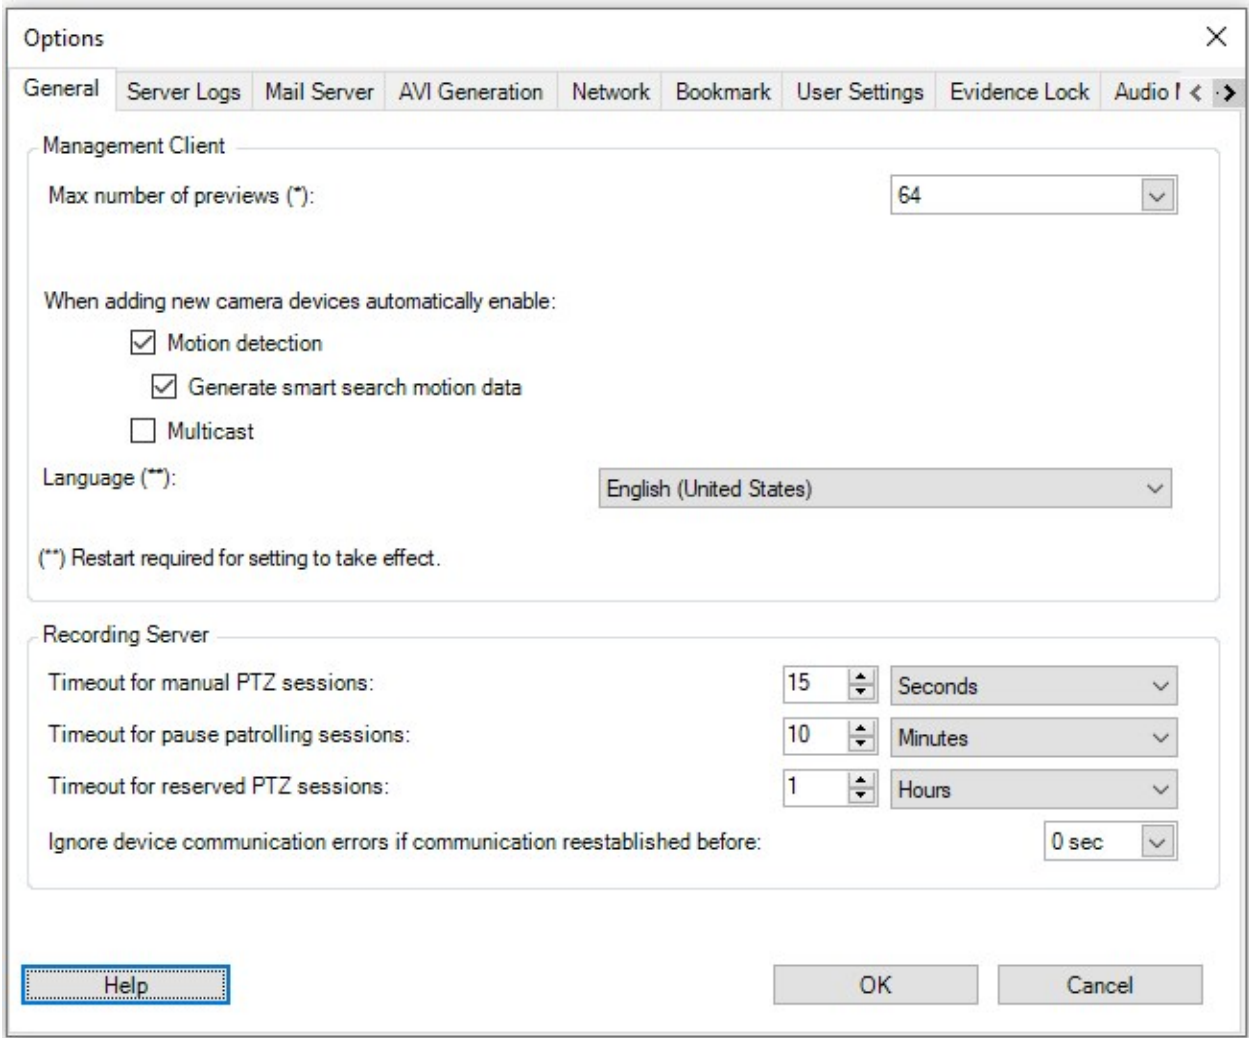 Options
General Server Logs Mail Server AVI Generation Network Bookmark User Settings Evidence Lock Audio
Management Client
Max number of previews (*): 64
When adding new camera devices automatically enable:
Motion detection
Generate smart search motion data
Multicast
Language (**): English (United States)
(**) Restart required for setting to take effect.
Recording Server
Timeout for manual PTZ sessions: 15 Seconds
Timeout for pause patrolling sessions: 10 Minutes
Timeout for reserved PTZ sessions: 1 Hours
Ignore device communication errors if communication reestablished before: 0 sec
Help OK Cancel